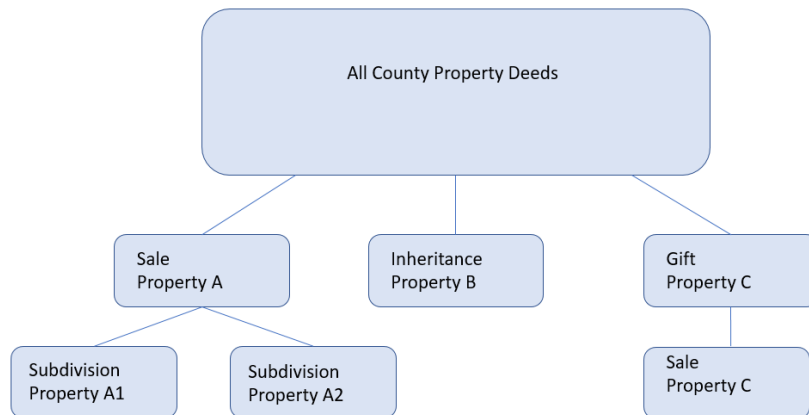 All County Property Deeds
Sale
Property A
Inheritance
Property B
Gift
Property C
Subdivision
Property A1
Subdivision
Property A2
Sale
Property C